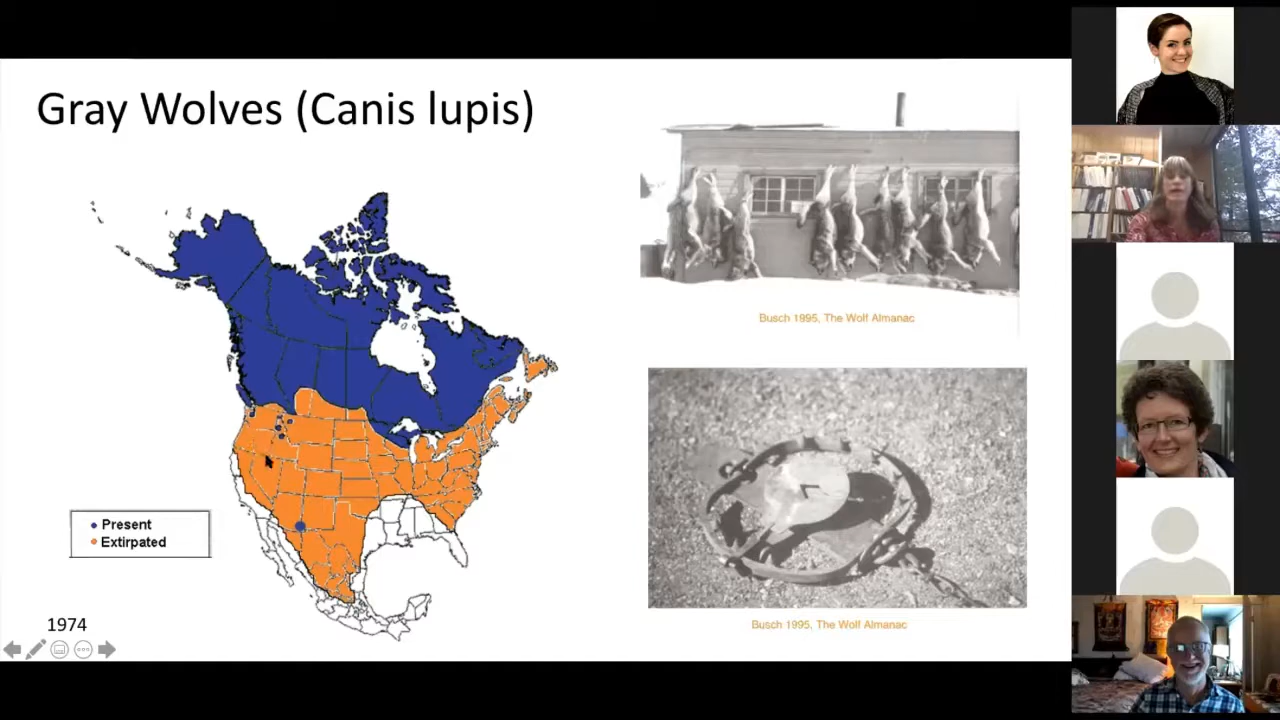 Gray Wolves (Canis lupis)
Busch 1995, The Wolf Almanac
Present
Extirpated
Busch 1995, The Wolf Almanac
1974